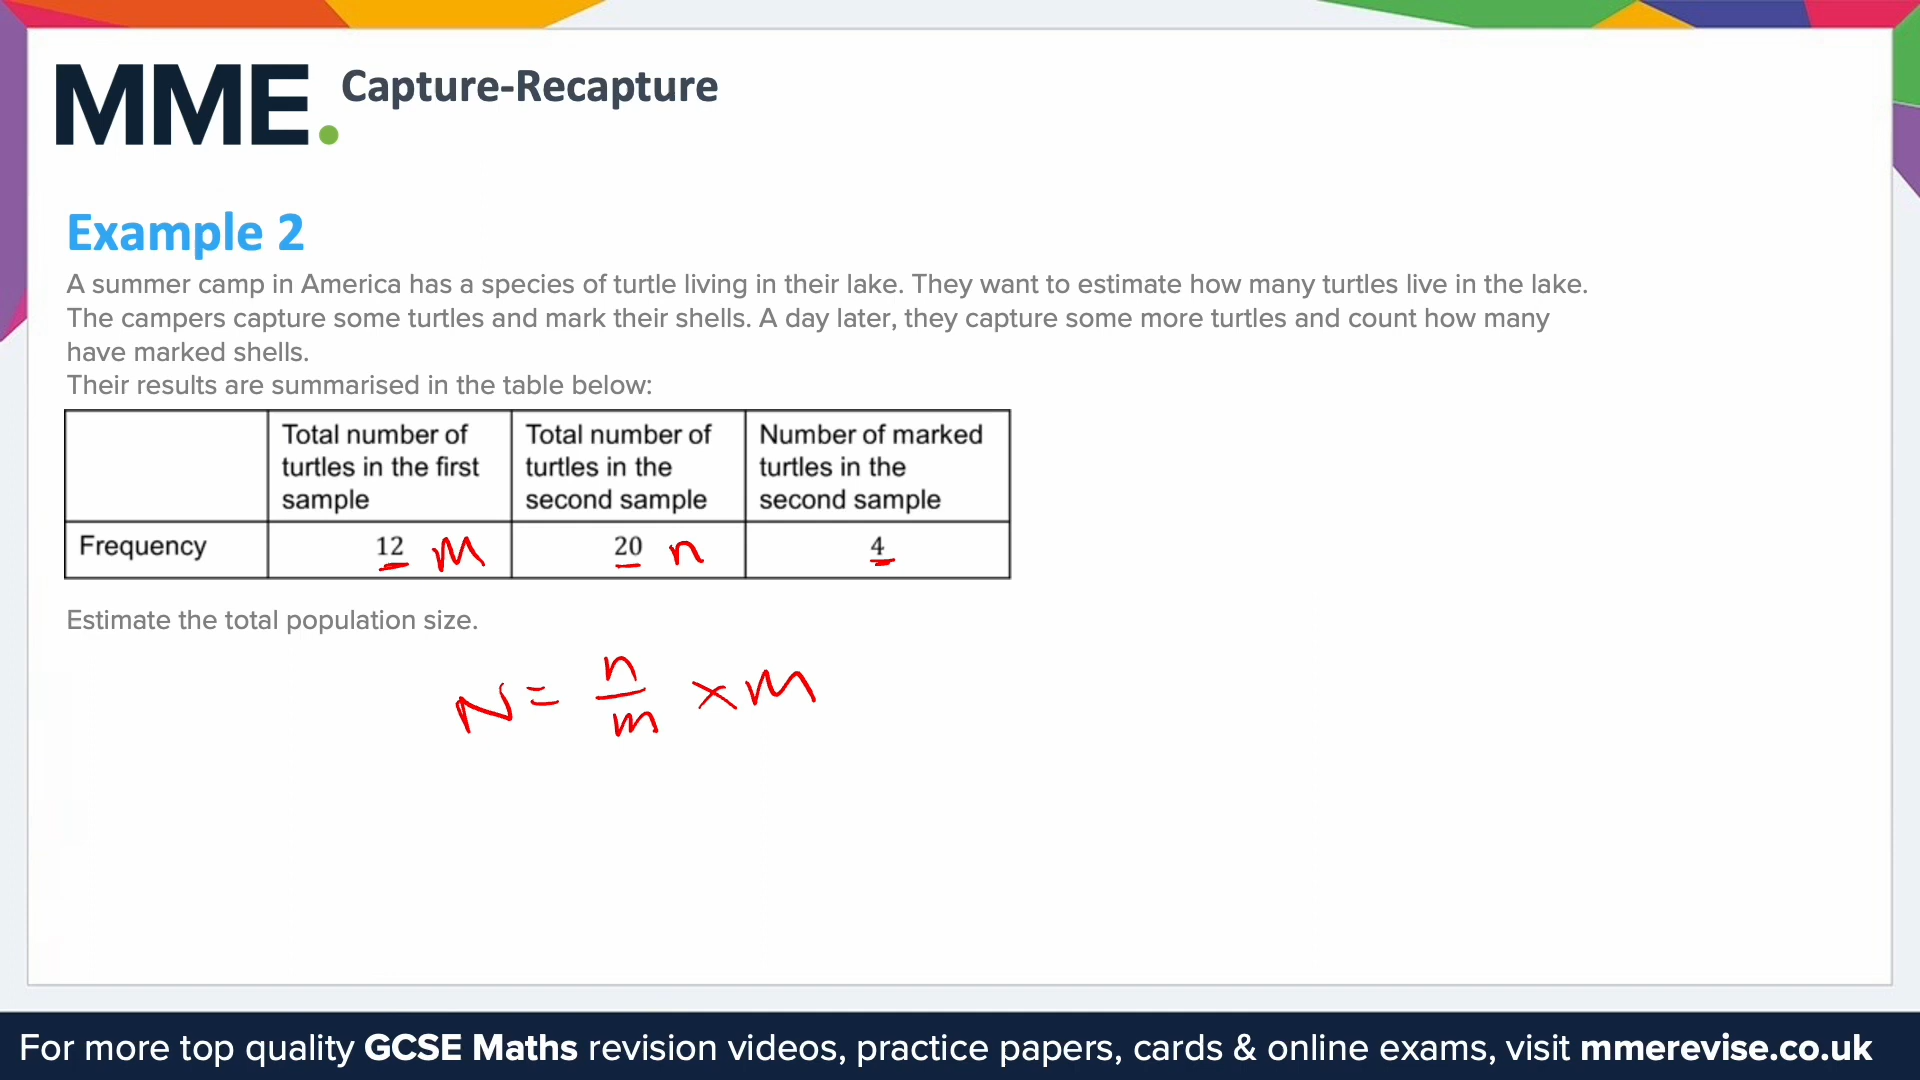 MME.
Capture-Recapture
Example 2
A summer camp in America has a species of turtle living in their lake. They want to estimate how many turtles live in the lake.
The campers capture some turtles and mark their shells. A day later, they capture some more turtles and count how many
have marked shells.
Their results are summarised in the table below:
Total number of turtles in the first sample
Total number of turtles in the second sample
Number of marked turtles in the second sample
Frequency 12 M 20 n 4
Estimate the total population size.
N = n/m × M
For more top quality GCSE Maths revision videos, practice papers, cards & online exams, visit mmerevise.co.uk